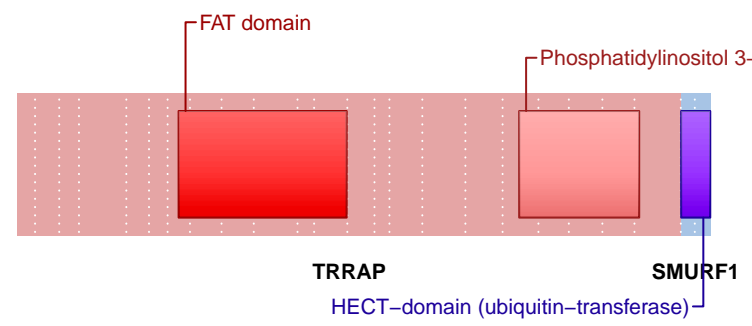 FAT domain
Phosphatidylinositol 3−
TRRAP
SMURF1
HECT−domain (ubiquitin−transferase)